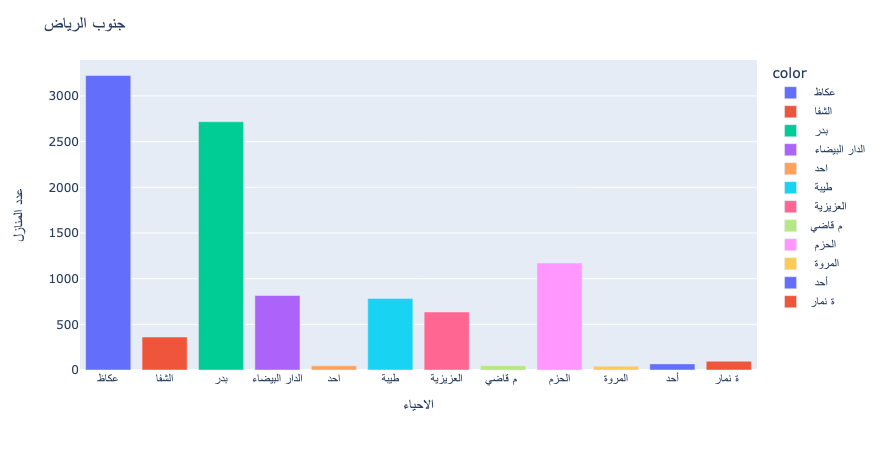 جنوب الرياض
color
عكاظ
الشفا
بدر
الدار البيضاء
احد
طيبة
العزيزية
م قاضي
الحزم
المروة
أحد
ة نمار
عدد المنازل
3000
2500
2000
1500
1000
500
0
عكاظ الشفا بدر الدار البيضاء احد طيبة العزيزية م قاضي الحزم المروة أحد ة نمار
الاحياء